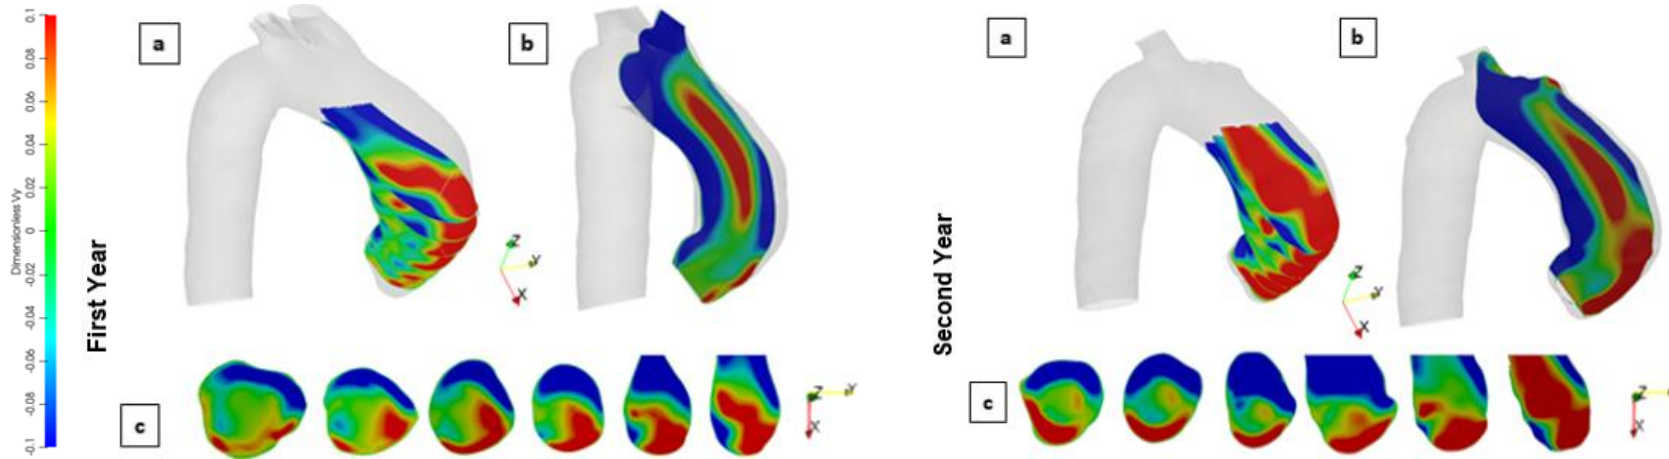 0.1
0.08
0.06
0.04
0.02
0
-0.02
-0.04
-0.06
-0.08
-0.1
Dimensionless Vy
First Year
a
b
Z
Y
X
c
Z
Y
X
Second Year
a
b
Z
Y
X
c
Z
X